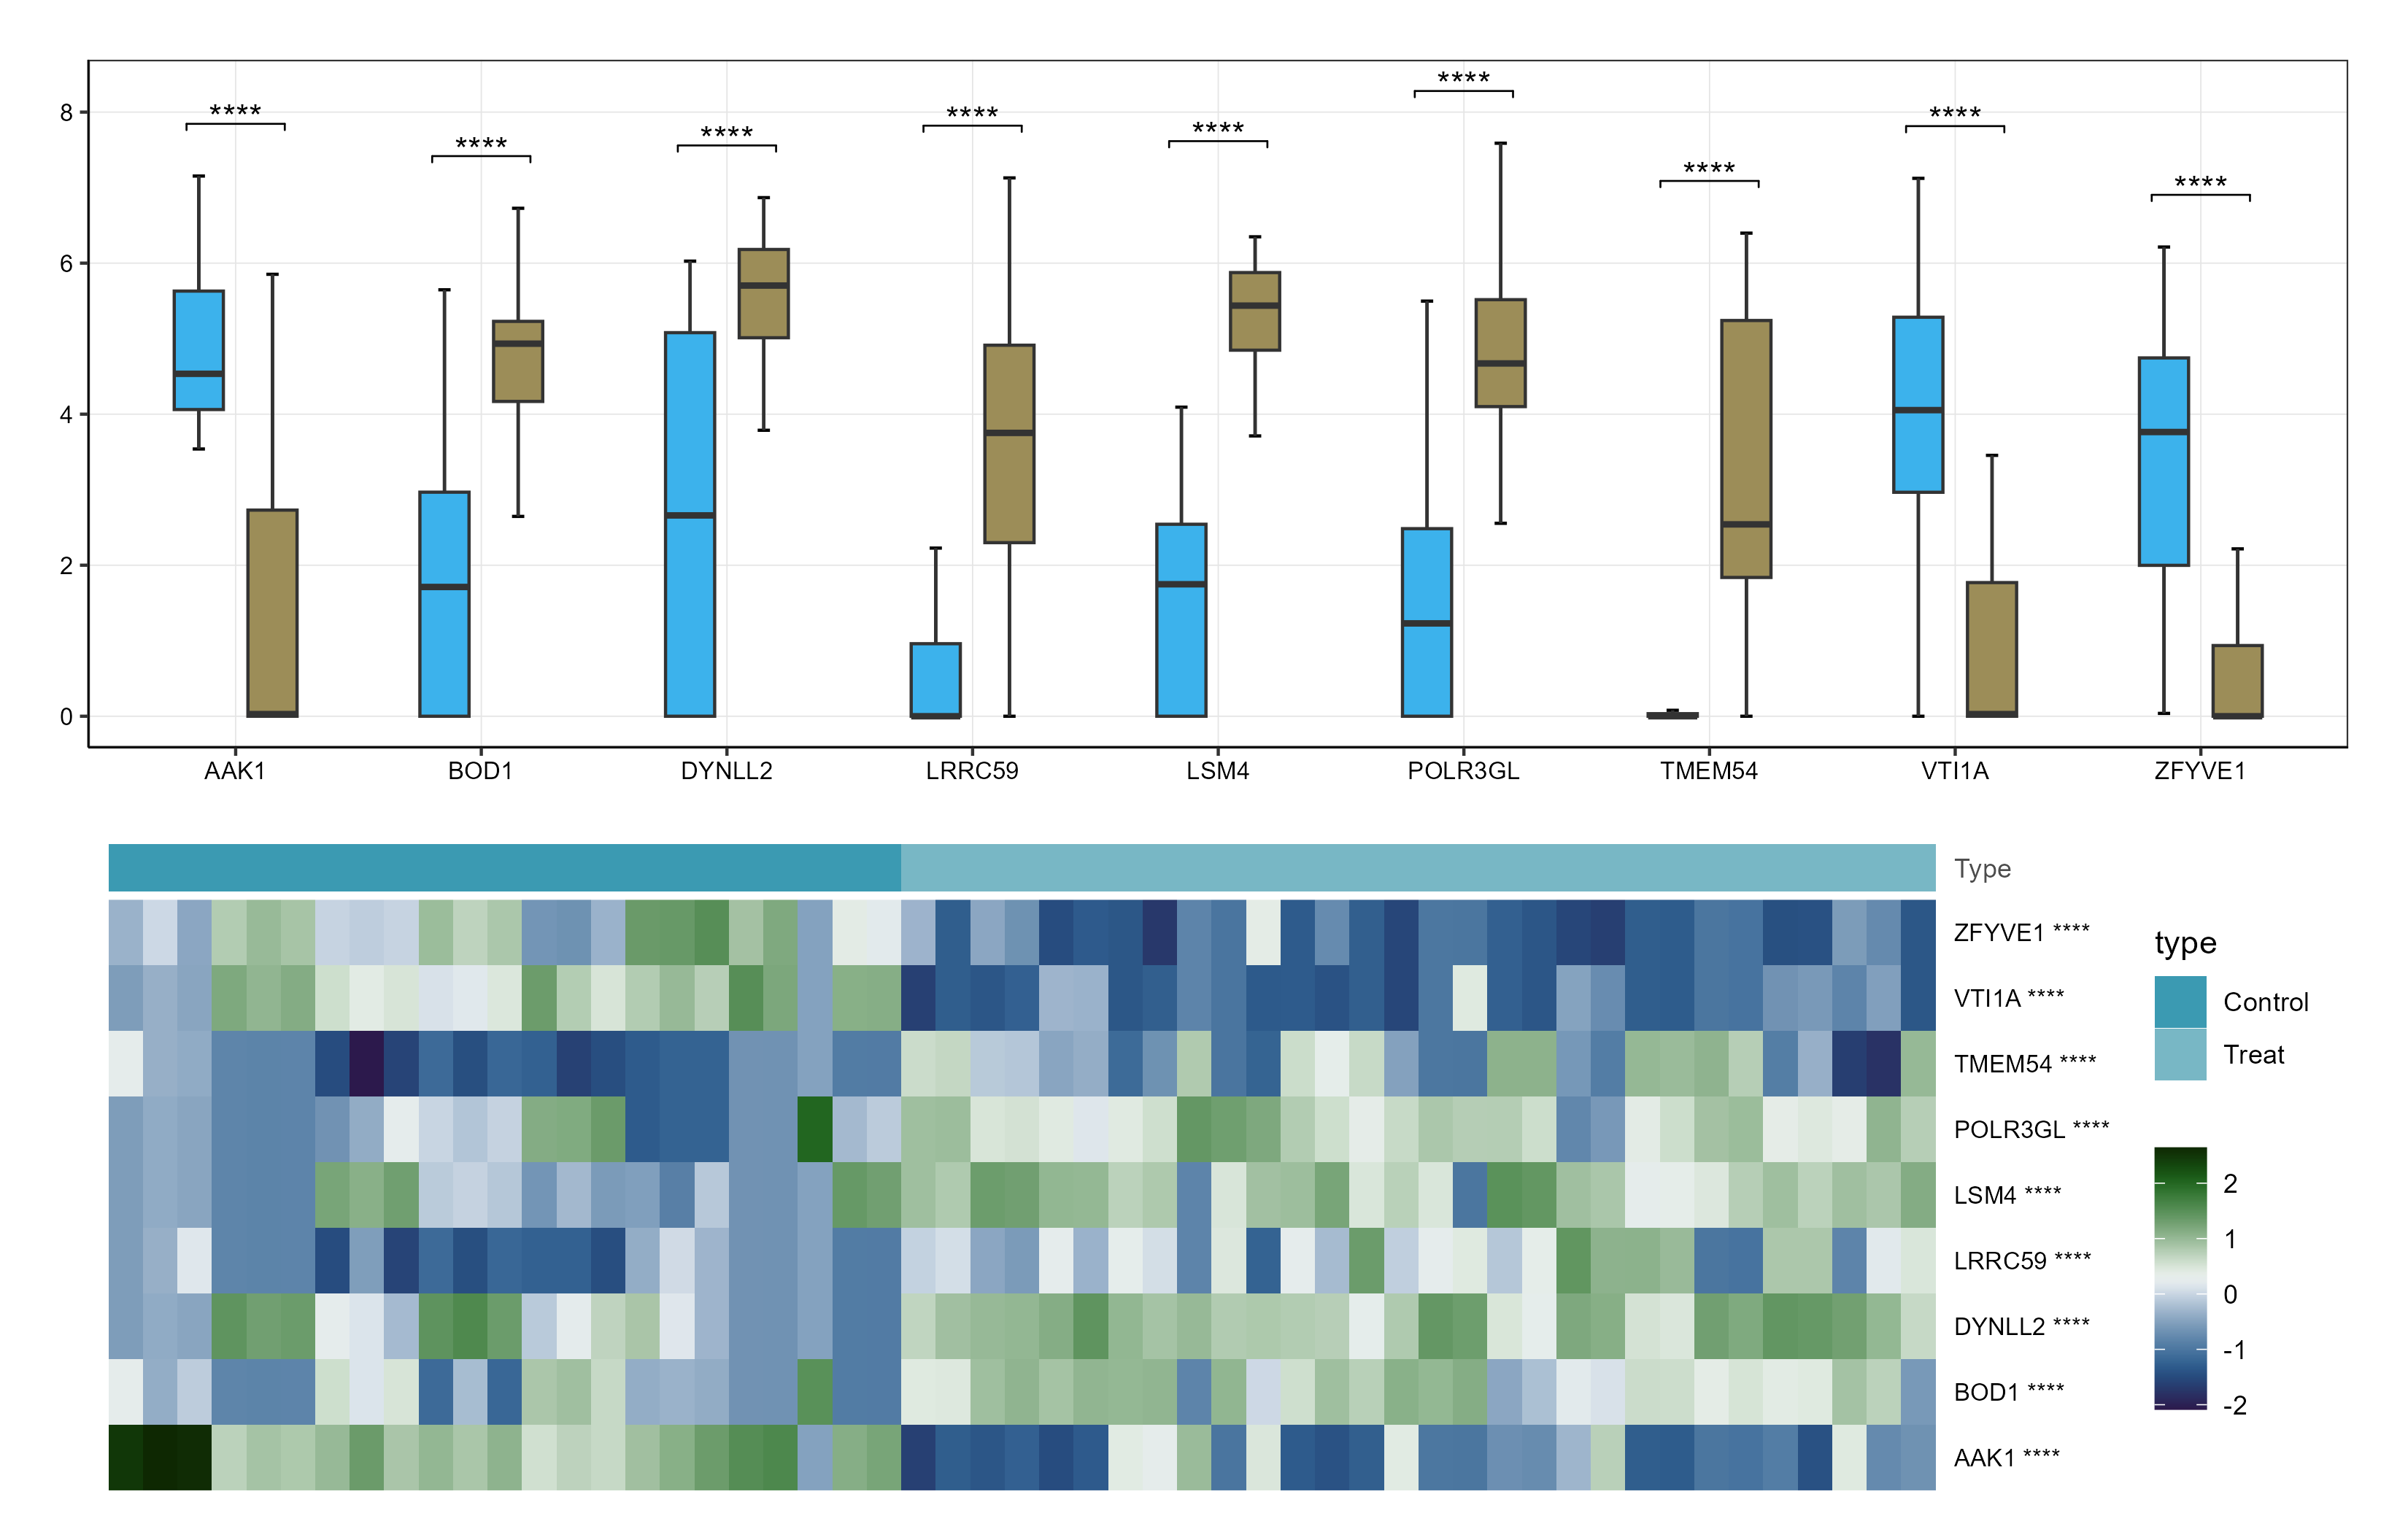 **** **** **** **** **** **** **** **** ****
8
6
4
2
0
AAK1 BOD1 DYNLL2 LRRC59 LSM4 POLR3GL TMEM54 VTI1A ZFYVE1
Type
ZFYVE1 ****
VTI1A ****
TMEM54 ****
POLR3GL ****
LSM4 ****
LRRC59 ****
DYNLL2 ****
BOD1 ****
AAK1 ****
type
Control
Treat
2
1
0
-1
-2